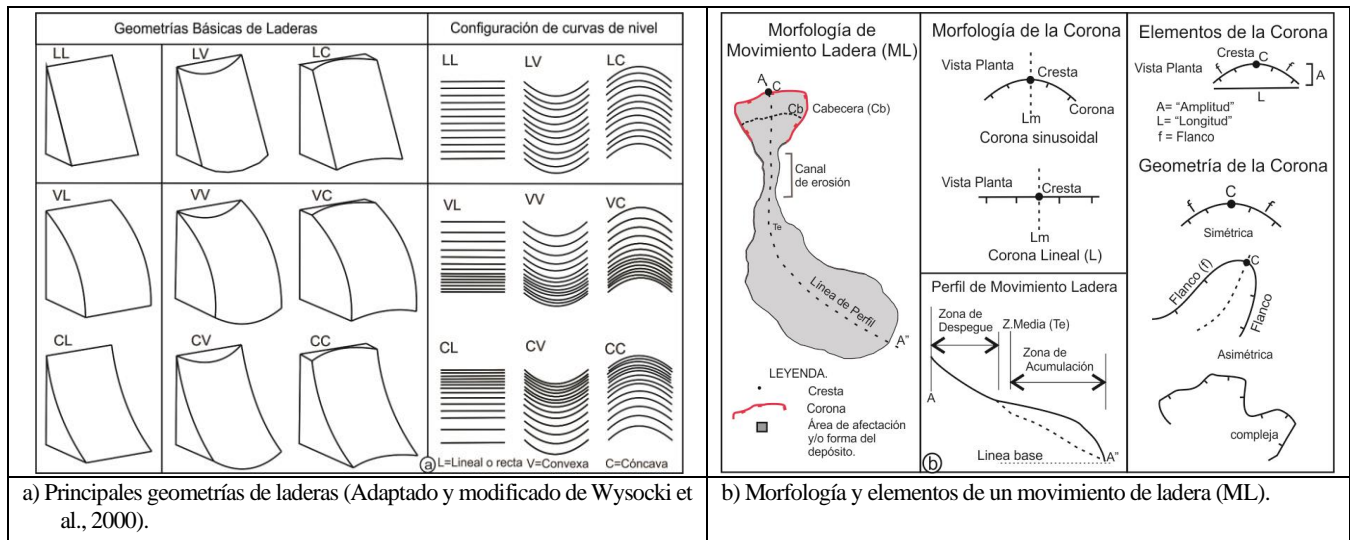 Geometrías Básicas de Laderas
Configuración de curvas de nivel
LL
LV
LC
LL
LV
LC
VL
VV
VC
VL
VV
VC
CL
CV
CC
CL
CV
CC
a
L=Lineal o recta V=Convexa C=Cóncava
Morfología de
Movimiento Ladera (ML)
A
C
Cb
Cabecera (Cb)
Canal
de erosión
Te
Línea de Perfil
A"
LEYENDA.
Cresta
Corona
Área de afectación
y/o forma del
depósito.
Morfología de la Corona
Vista Planta
Cresta
Corona
Lm
Corona sinusoidal
Vista Planta
Cresta
Lm
Corona Lineal (L)
Perfil de Movimiento Ladera
Zona de
Despegue
Z.Media (Te)
Zona de
Acumulación
A
Linea base
A"
b
Elementos de la Corona
Cresta
C
f
f
Vista Planta
A
L
A= "Amplitud"
L= "Longitud"
f = Flanco
Geometría de la Corona
C
f
f
Simétrica
C
Flanco (f)
Flanco
Asimétrica
compleja
a) Principales geometrías de laderas (Adaptado y modificado de Wysocki et
al., 2000).
b) Morfología y elementos de un movimiento de ladera (ML).